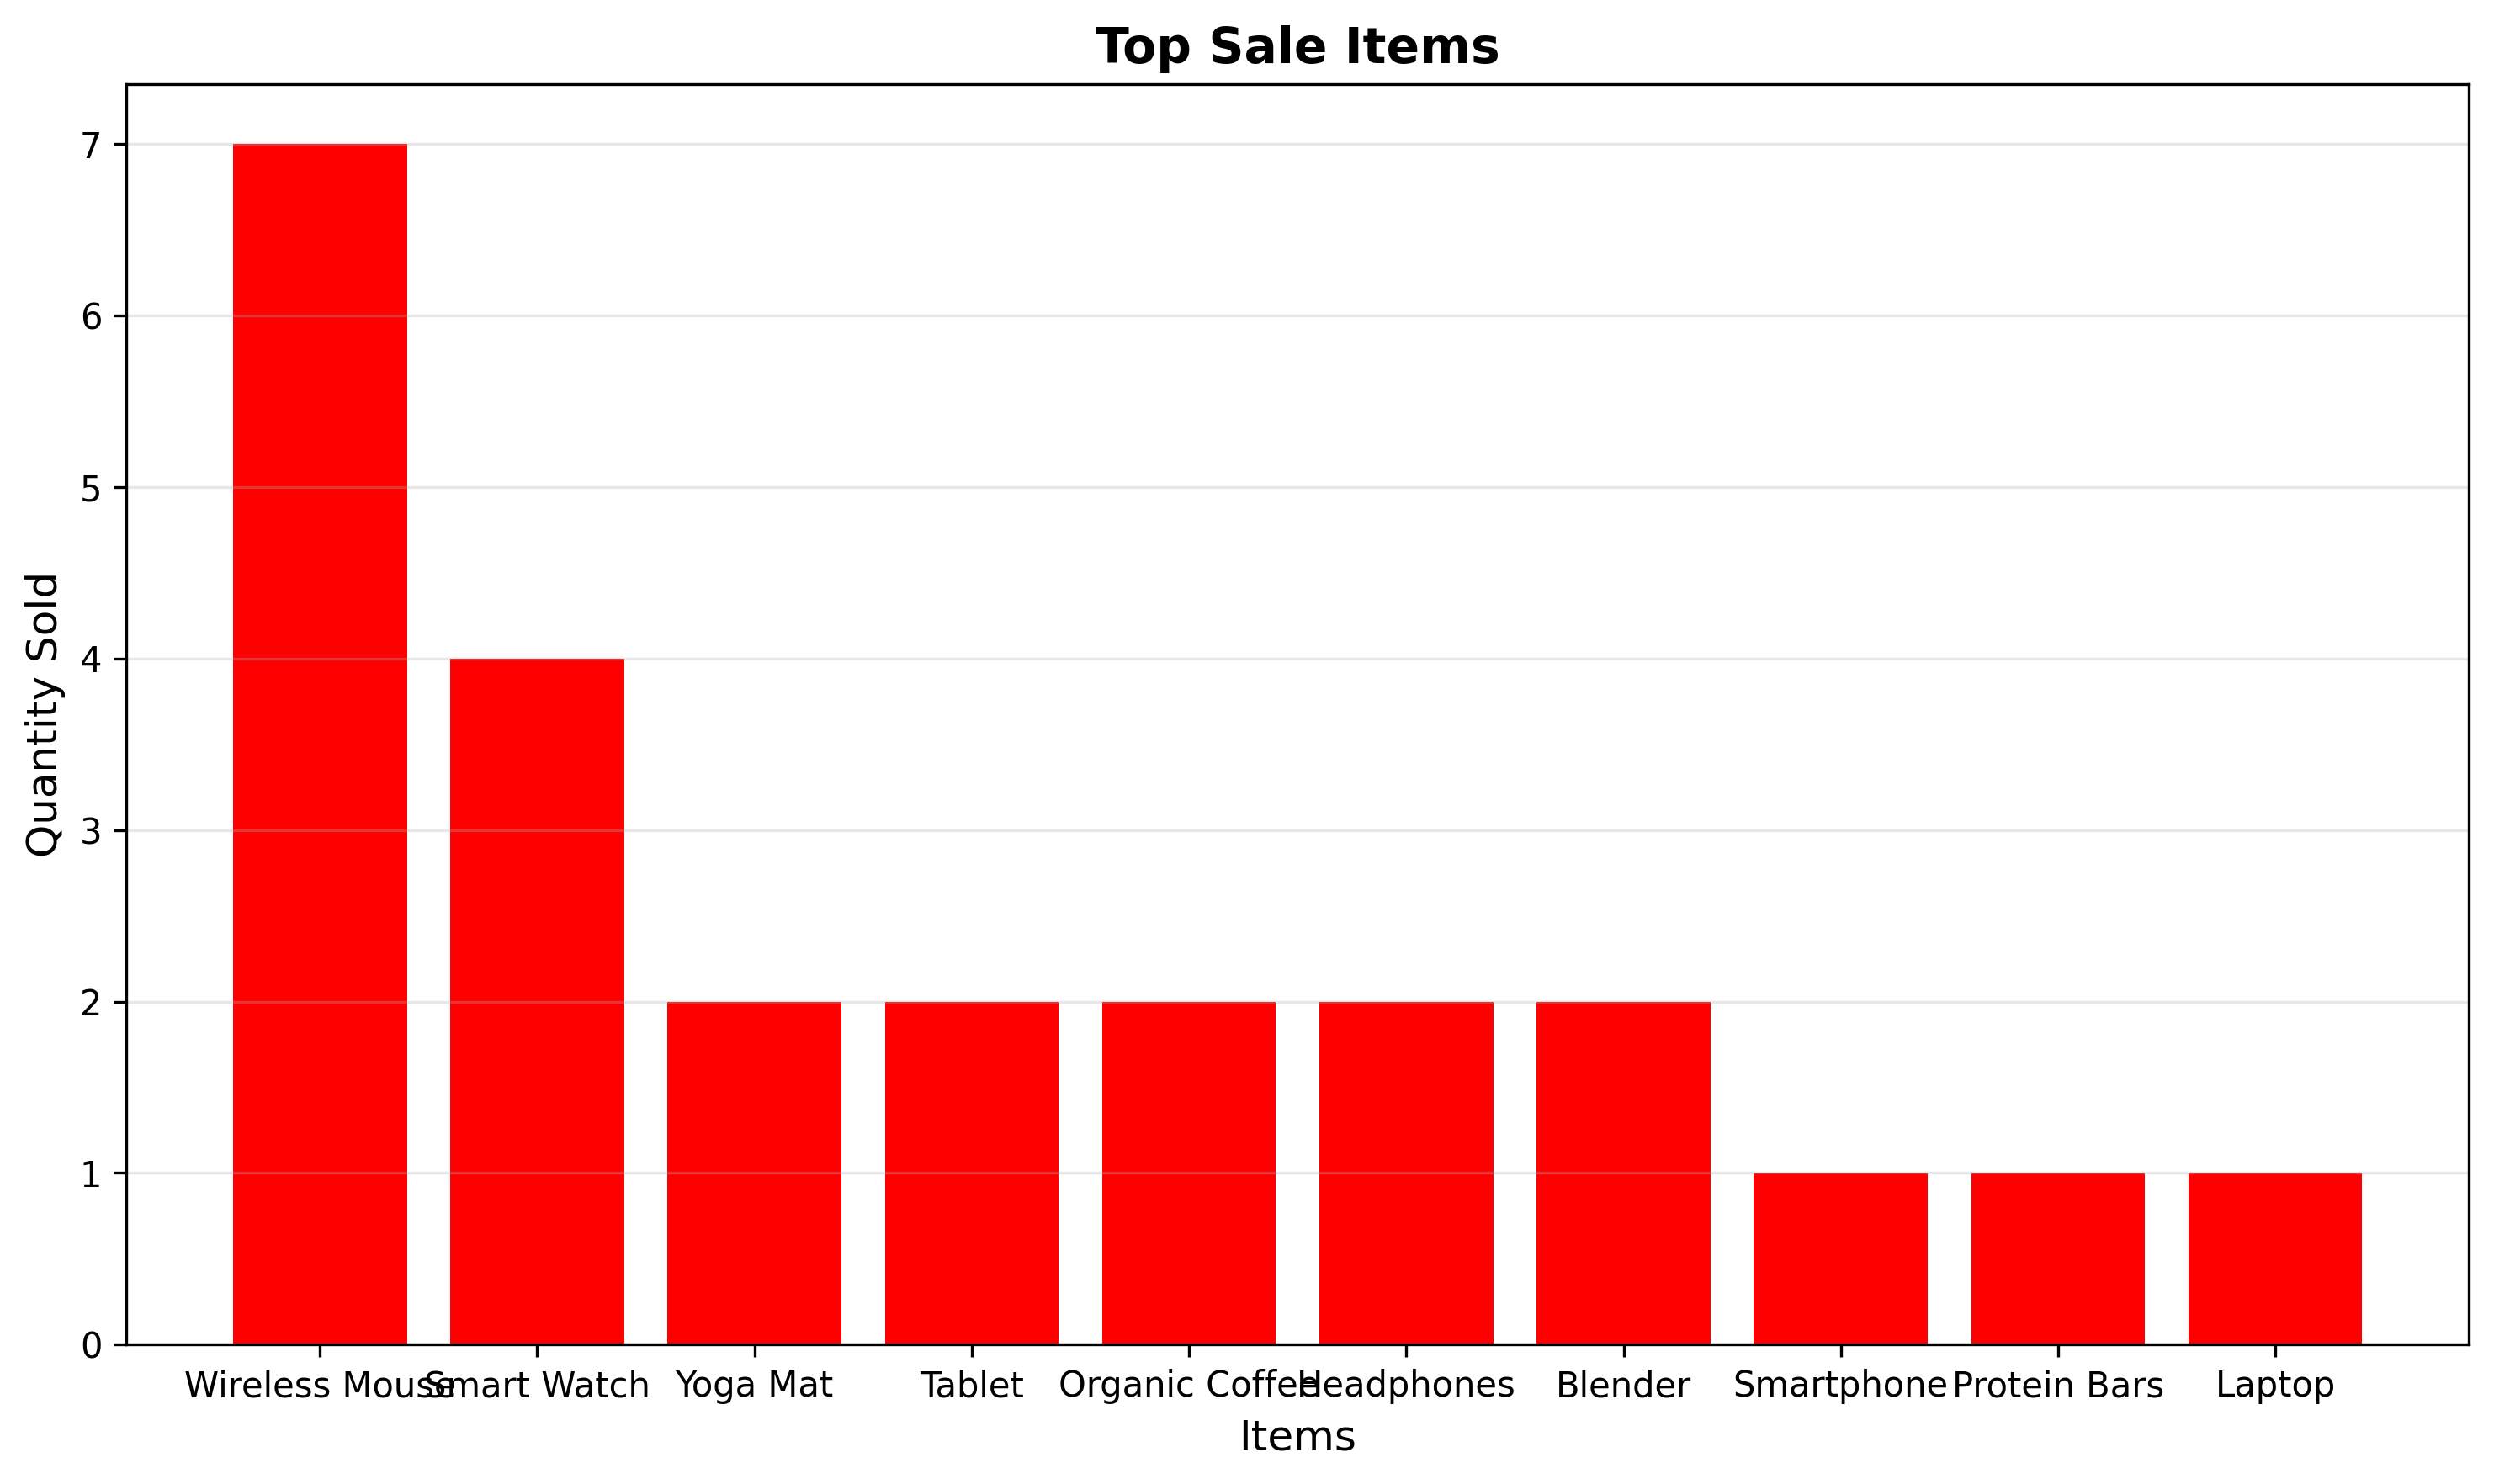 Top Sale Items
Quantity Sold
7
6
5
4
3
2
1
0
Wireless Mouse Smart Watch Yoga Mat Tablet Organic Coffee Headphones Blender Smartphone Protein Bars Laptop
Items